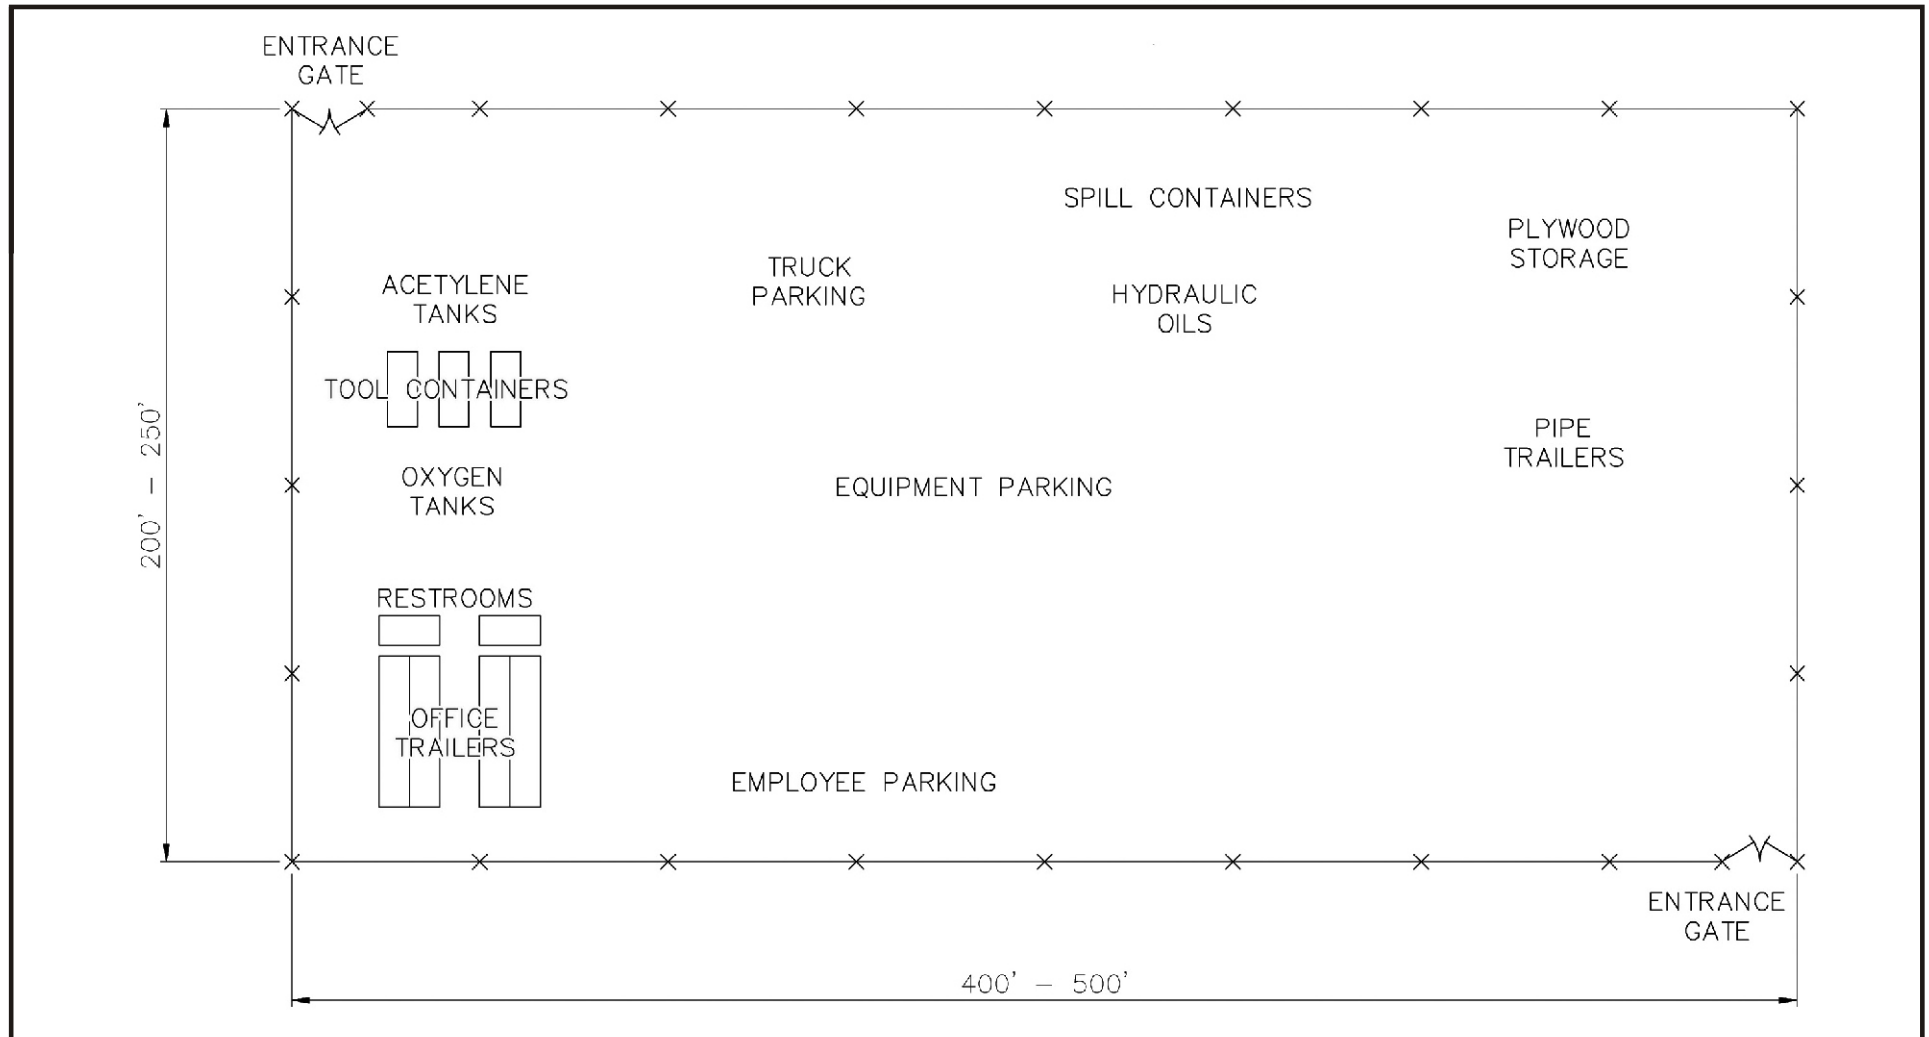 ENTRANCE
GATE
SPILL CONTAINERS
PLYWOOD
STORAGE
TRUCK
PARKING
ACETYLENE
TANKS
HYDRAULIC
OILS
TOOL CONTAINERS
200' - 250'
PIPE
TRAILERS
OXYGEN
TANKS
EQUIPMENT PARKING
RESTROOMS
OFFICE
TRAILERS
EMPLOYEE PARKING
ENTRANCE
GATE
400' - 500'